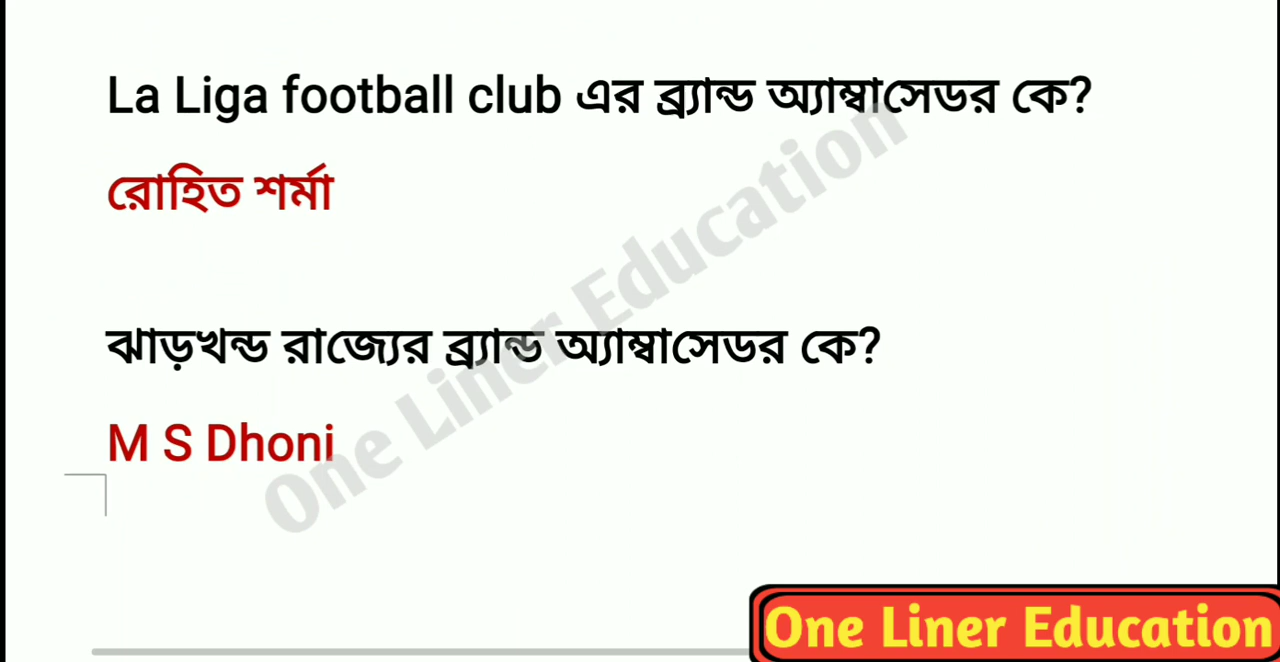 La Liga football club এর ব্র্যান্ড অ্যাম্বাসেডর কে?
রোহিত শর্মা
ঝাড়খন্ড রাজ্যের ব্র্যান্ড অ্যাম্বাসেডর কে?
M S Dhoni
One Liner Education
One Liner Education